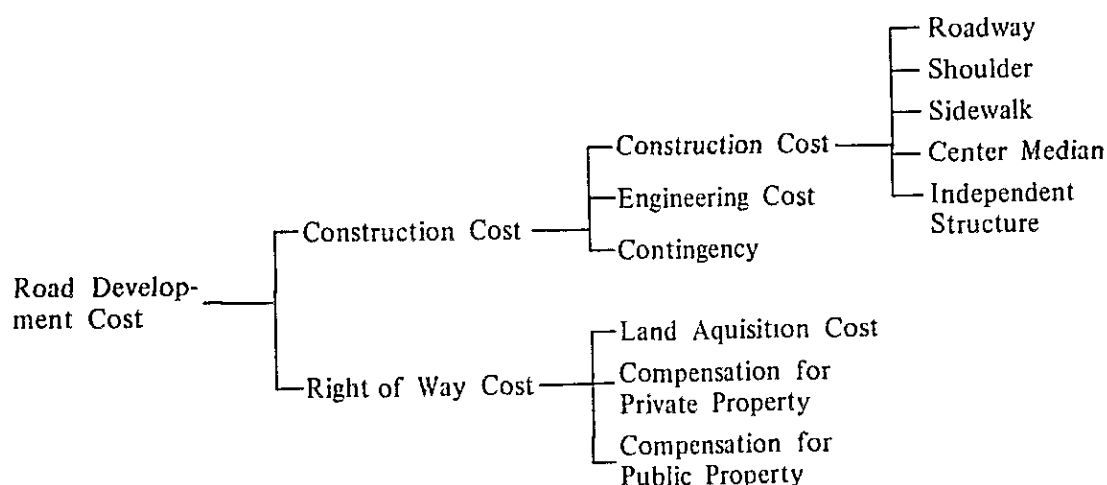 Roadway
Shoulder
Sidewalk
Construction Cost
Center Median
Engineering Cost
Independent
Structure
Construction Cost
Contingency
Road Develop-
ment Cost
Land Aquisition Cost
Right of Way Cost
Compensation for
Private Property
Compensation for
Public Property